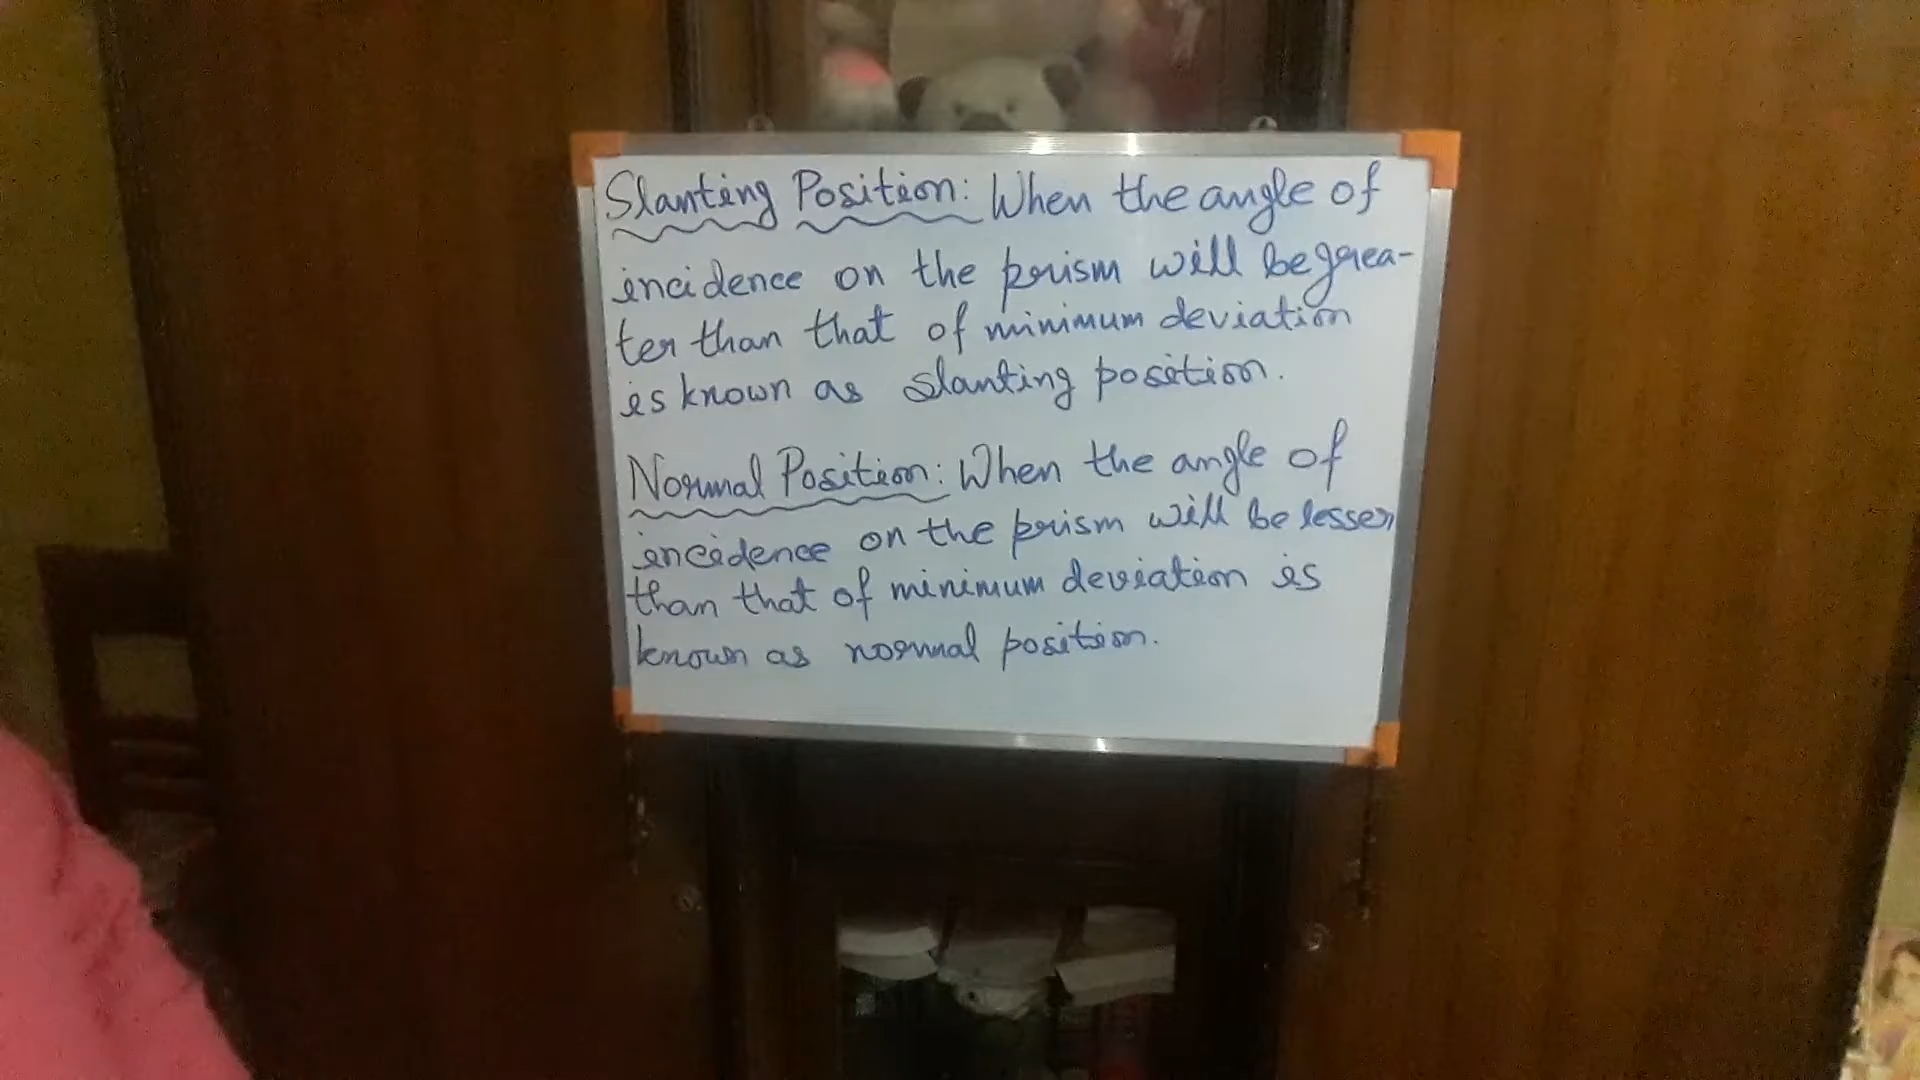 Slanting Position: When the angle of
incidence on the prism will be grea-
ter than that of minimum deviation
is known as slanting position.
Normal Position: When the angle of
incidence on the prism will be lesser
than that of minimum deviation is
known as normal position.